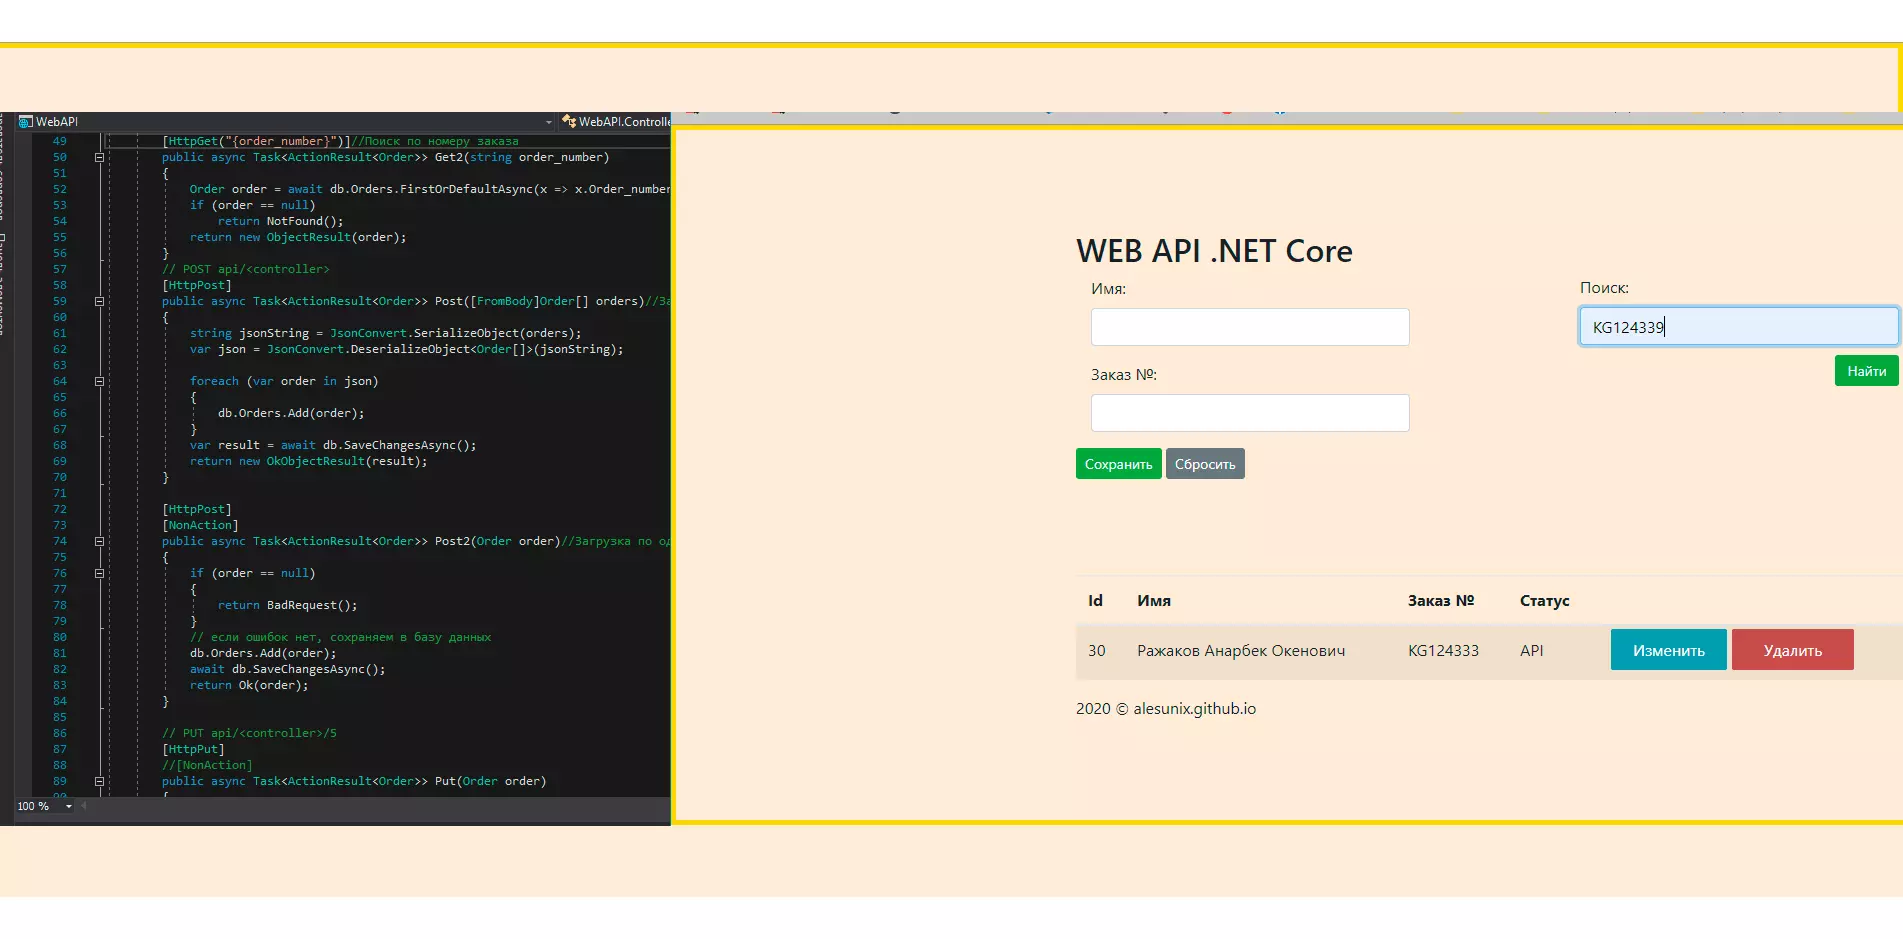 WebAPI
WebAPI.Controlle
49 [HttpGet("{order_number}")]//Поиск по номеру заказа
50 public async Task<ActionResult<Order>> Get2(string order_number)
51 {
52 Order order = await db.Orders.FirstOrDefaultAsync(x => x.Order_number
53 if (order == null)
54 return NotFound();
55 return new ObjectResult(order);
56 }
57 // POST api/<controller>
58 [HttpPost]
59 public async Task<ActionResult<Order>> Post([FromBody]Order[] orders)//За
60 {
61 string jsonString = JsonConvert.SerializeObject(orders);
62 var json = JsonConvert.DeserializeObject<Order[]>(jsonString);
63
64 foreach (var order in json)
65 {
66 db.Orders.Add(order);
67 }
68 var result = await db.SaveChangesAsync();
69 return new OkObjectResult(result);
70 }
71
72 [HttpPost]
73 [NonAction]
74 public async Task<ActionResult<Order>> Post2(Order order)//Загрузка по од
75 {
76 if (order == null)
77 {
78 return BadRequest();
79 }
80 // если ошибок нет, сохраняем в базу данных
81 db.Orders.Add(order);
82 await db.SaveChangesAsync();
83 return Ok(order);
84 }
85
86 // PUT api/<controller>/5
87 [HttpPut]
88 //[NonAction]
89 public async Task<ActionResult<Order>> Put(Order order)
90 {
100 %
WEB API .NET Core
Имя:
Поиск:
KG124339
Найти
Заказ №:
Сохранить Сбросить
Id Имя Заказ № Статус
30 Ражаков Анарбек Окенович KG124333 API Изменить Удалить
2020 © alesunix.github.io